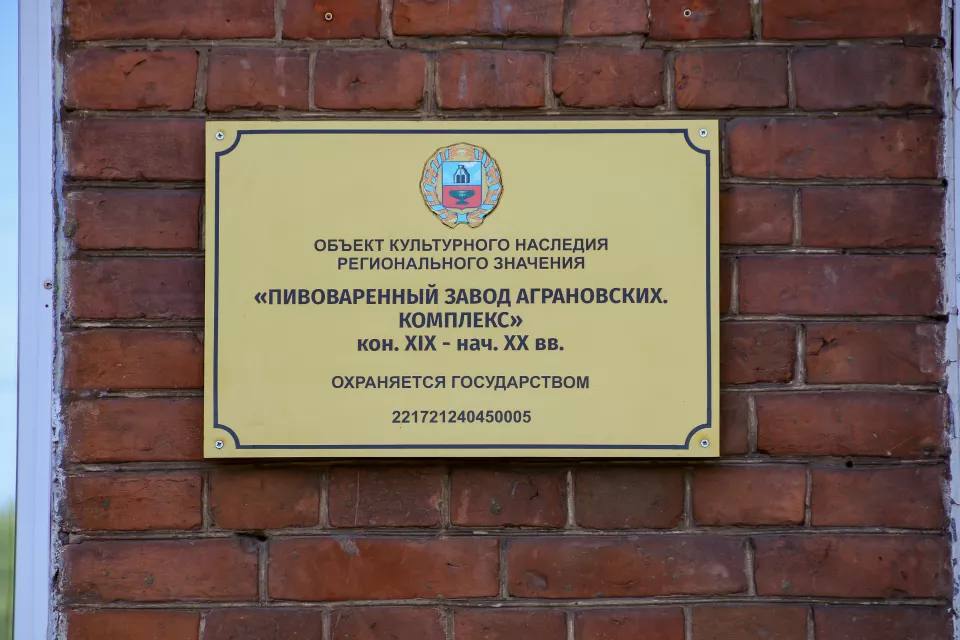 ОБЪЕКТ КУЛЬТУРНОГО НАСЛЕДИЯ
РЕГИОНАЛЬНОГО ЗНАЧЕНИЯ
«ПИВОВАРЕННЫЙ ЗАВОД АГРАНОВСКИХ.
КОМПЛЕКС»
кон. XIX - нач. XX вв.
ОХРАНЯЕТСЯ ГОСУДАРСТВОМ
221721240450005